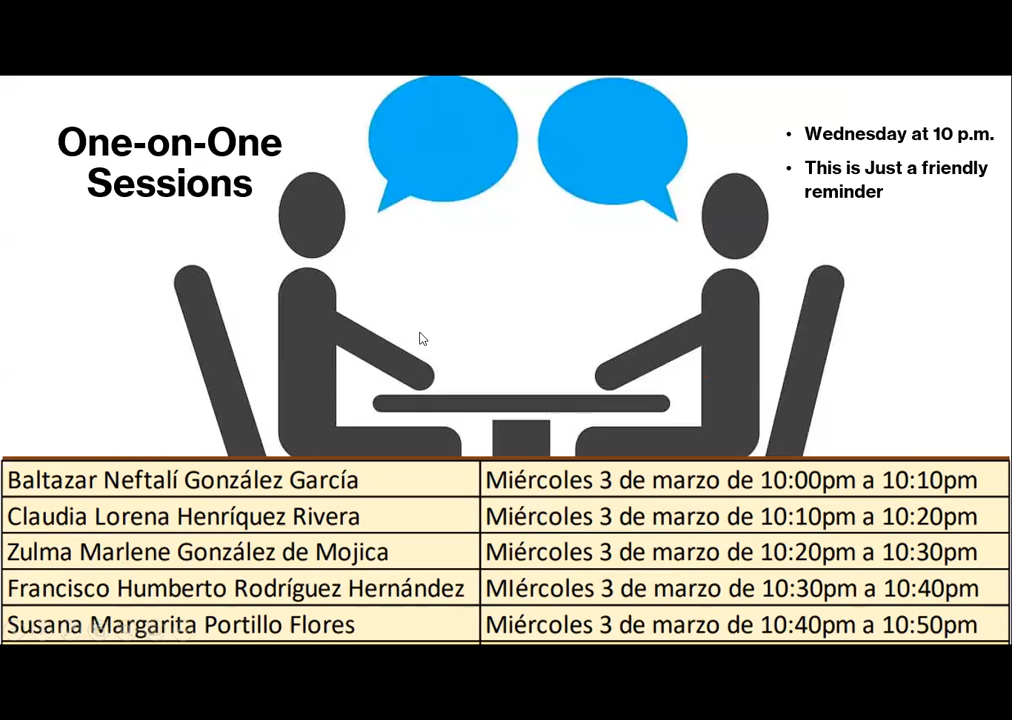 One-on-One
Sessions
• Wednesday at 10 p.m.
• This is Just a friendly
reminder
Baltazar Neftalí González García Miércoles 3 de marzo de 10:00pm a 10:10pm
Claudia Lorena Henríquez Rivera Miércoles 3 de marzo de 10:10pm a 10:20pm
Zulma Marlene González de Mojica Miércoles 3 de marzo de 10:20pm a 10:30pm
Francisco Humberto Rodríguez Hernández MIércoles 3 de marzo de 10:30pm a 10:40pm
Susana Margarita Portillo Flores Miércoles 3 de marzo de 10:40pm a 10:50pm